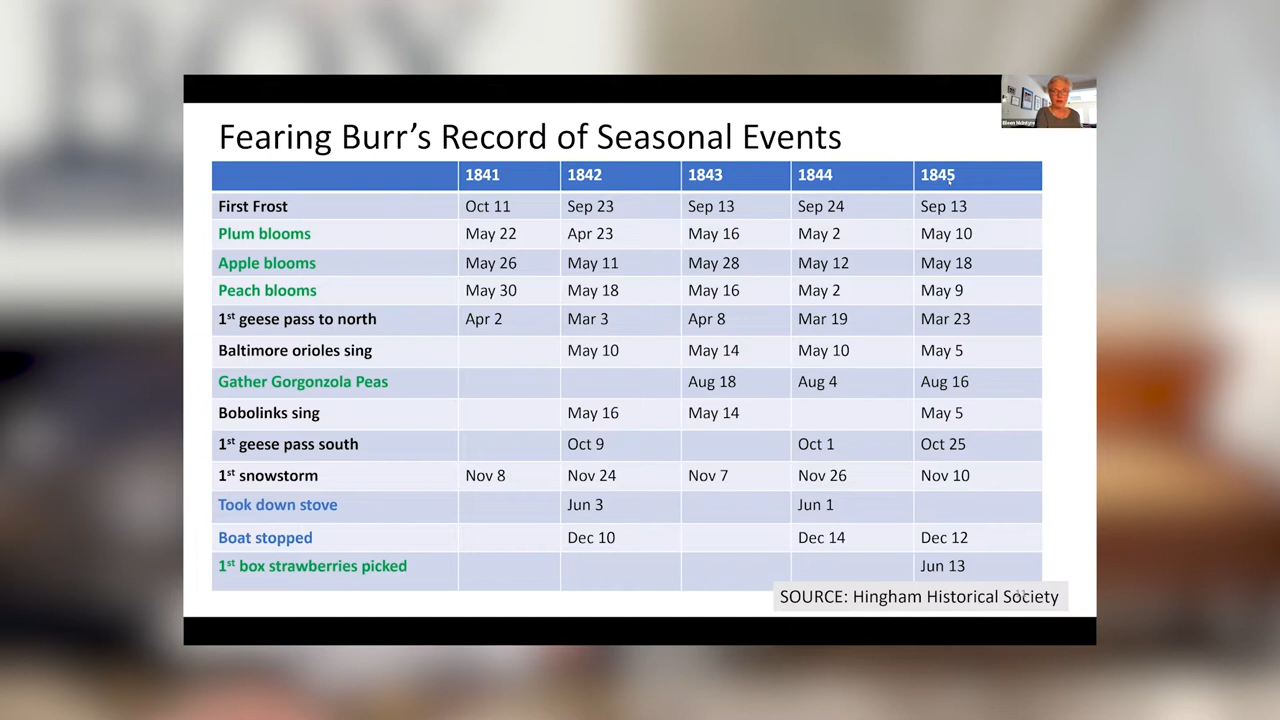 Fearing Burr's Record of Seasonal Events
1841 1842 1843 1844 1845
First Frost Oct 11 Sep 23 Sep 13 Sep 24 Sep 13
Plum blooms May 22 Apr 23 May 16 May 2 May 10
Apple blooms May 26 May 11 May 28 May 12 May 18
Peach blooms May 30 May 18 May 16 May 2 May 9
1st geese pass to north Apr 2 Mar 3 Apr 8 Mar 19 Mar 23
Baltimore orioles sing May 10 May 14 May 10 May 5
Gather Gorgonzola Peas Aug 18 Aug 4 Aug 16
Bobolinks sing May 16 May 14 May 5
1st geese pass south Oct 9 Oct 1 Oct 25
1st snowstorm Nov 8 Nov 24 Nov 7 Nov 26 Nov 10
Took down stove Jun 3 Jun 1
Boat stopped Dec 10 Dec 14 Dec 12
1st box strawberries picked Jun 13
SOURCE: Hingham Historical Society